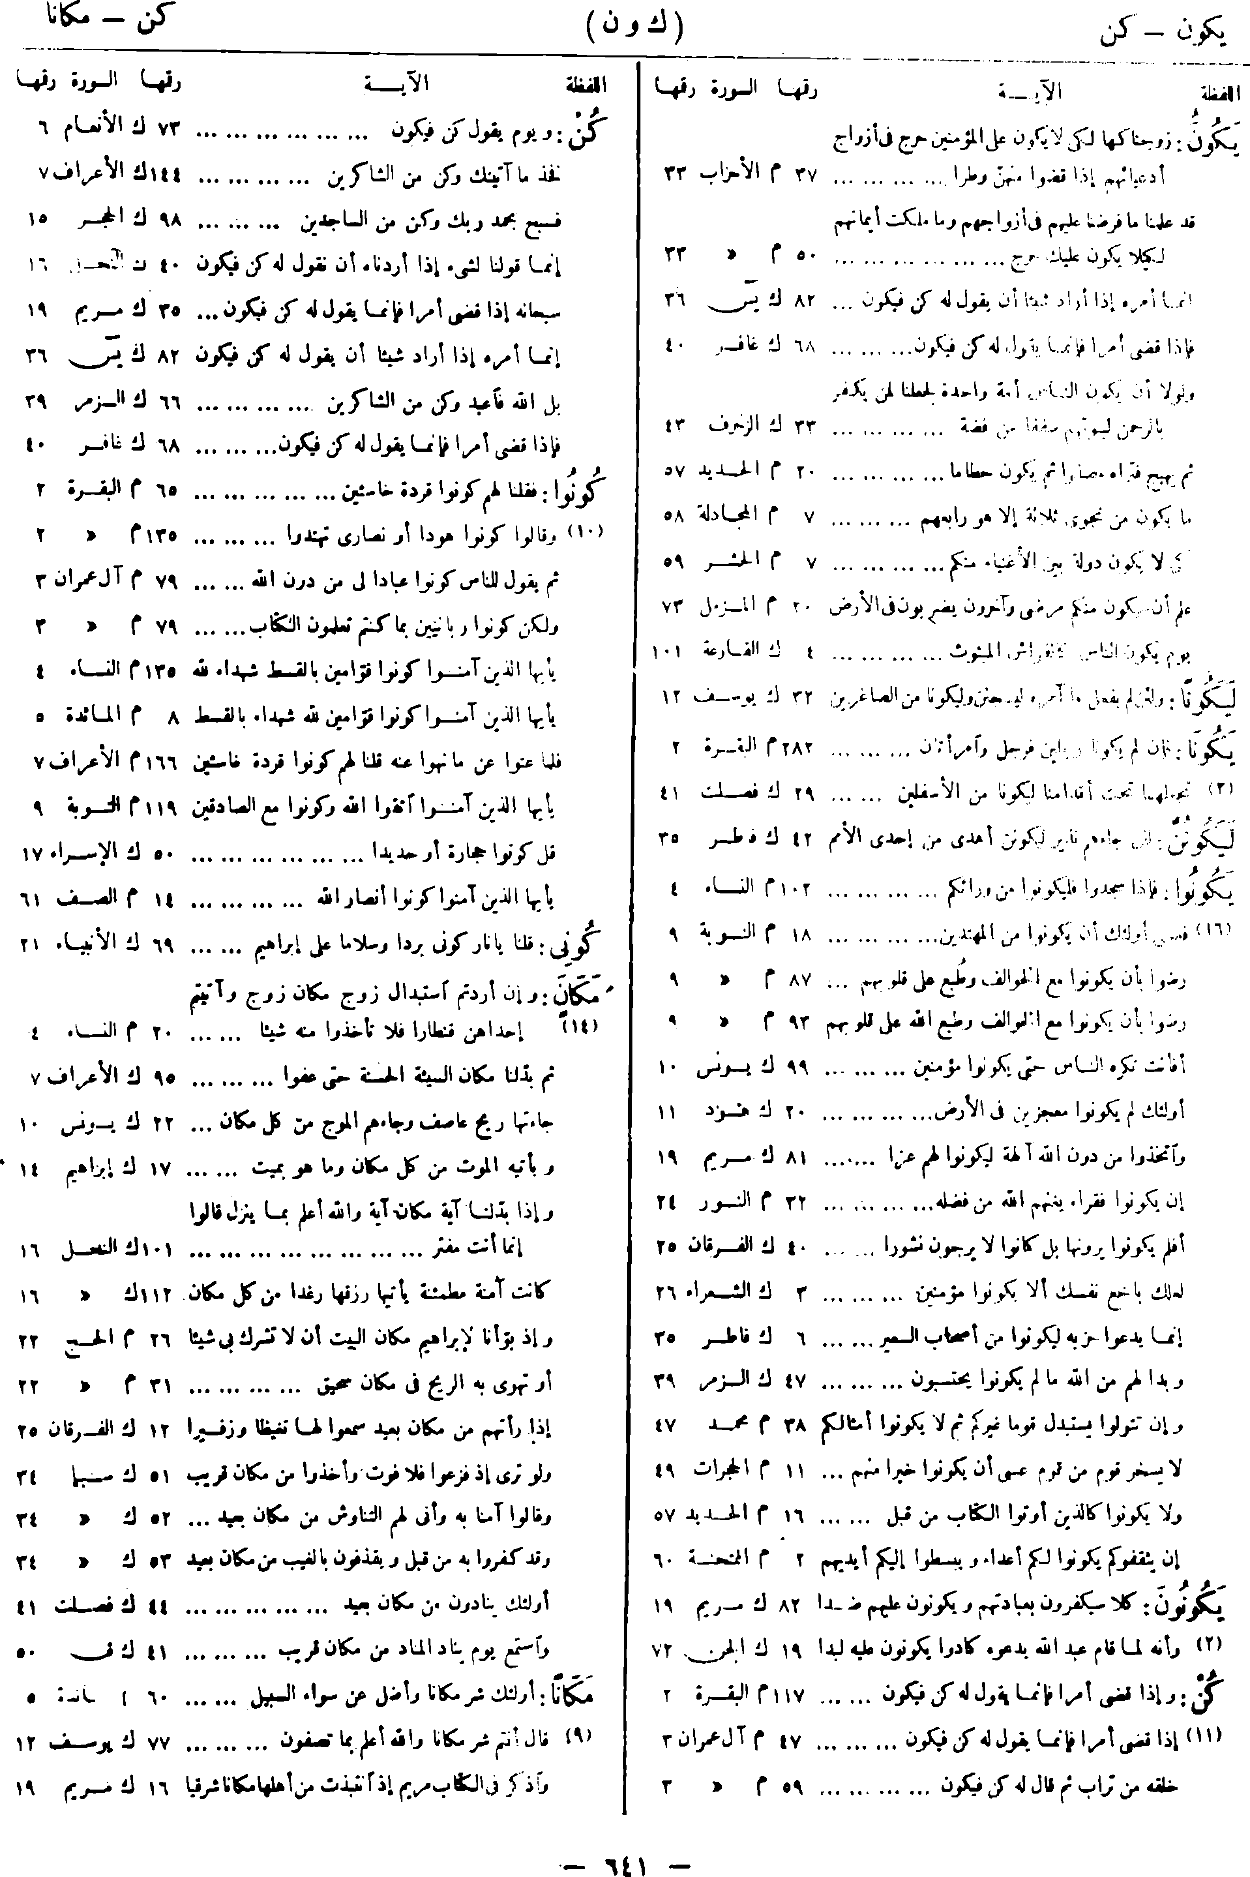 يكون – كن
(ك و ن)
كن – مكانا
اللفظة الآيــة رقمها السورة رقمها
يَكُونُ : زوجناكها لكى لا يكون على المؤمنين حرج فى أزواج
أدعيائهم إذا قضوا منهنّ وطرا ... ... ... ... ٣٧ م الأحزاب ٣٣
قد علمنا ما فرضنا عليهم فى أزواجهم وما ملكت أيمانهم
لكيلا يكون عليك حرج ... ... ... ... ... ... ٥٠ م » ٣٣
إنما أمره إذا أراد شيئا أن يقول له كن فيكون ... ٨٢ ك يسٓ ٣٦
فإذا قضى أمرا فإنما يقول له كن فيكون... ... ... ٦٨ ك غافر ٤٠
ولولا أن يكون الناس أمة واحدة لجعلنا لمن يكفر
بالرحمن لبيوتهم سقفا من فضة ... ... ... ... ٣٣ ك الزخرف ٤٣
ثم يهيج فتراه مصفرا ثم يكون حطاما ... ... ... ... ٢٠ م الحديد ٥٧
ما يكون من نجوى ثلاثة إلا هو رابعهم ... ... ... ٧ م المجادلة ٥٨
كى لا يكون دولة بين الأغنياء منكم ... ... ... ... ٧ م الحشر ٥٩
علم أن سيكون منكم مرضى وآخرون يضربون فى الأرض ٢٠ م المزمل ٧٣
يوم يكون الناس كالفراش المبثوث ... ... ... ... ٤ ك القارعة ١٠١
لَيَكُونًا : ولئن لم يفعل ما آمره ليسجنن وليكونا من الصاغرين ٣٢ ك يوسف ١٢
يَكُونَا : فإن لم يكونا رجلين فرجل وآمرأتان ... ... ... ٢٨٢ م البقرة ٢
(٢) نجعلهما تحت أقدامنا ليكونا من الأسفلين ... ... ٢٩ ك فصلت ٤١
لَيَكُونُنَّ : لئن جاءهم نذير ليكونن أهدى من إحدى الأمم ٤٢ ك فاطر ٣٥
يَكُونُوا : فإذا سجدوا فليكونوا من ورائكم ... ... ... ... ١٠٢ م النساء ٤
(١٦) فعسى أولئك أن يكونوا من المهتدين... ... ... ... ١٨ م التوبة ٩
رضوا بأن يكونوا مع الخوالف وطُبع على قلوبهم ... ٨٧ م » ٩
رضوا بأن يكونوا مع الخوالف وطبع الله على قلوبهم ٩٣ م » ٩
أفأنت تكره الناس حتى يكونوا مؤمنين ... ... ... ٩٩ ك يونس ١٠
أولئك لم يكونوا معجزين فى الأرض... ... ... ... ٢٠ ك هود ١١
وآتخذوا من دون الله آلهة ليكونوا لهم عزا ... ... ٨١ ك مريم ١٩
إن يكونوا فقراء يغنهم الله من فضله... ... ... ... ٣٢ م النور ٢٤
أفلم يكونوا يرونها بل كانوا لا يرجون نشورا ... ... ٤٠ ك الفرقان ٢٥
لعلك باخع نفسك ألا يكونوا مؤمنين ... ... ... ٣ ك الشعراء ٢٦
إنما يدعوا حزبه ليكونوا من أصحاب السعير ... ... ٦ ك فاطر ٣٥
وبدا لهم من الله ما لم يكونوا يحتسبون ... ... ... ٤٧ ك الزمر ٣٩
وإن تتولوا يستبدل قوما غيركم ثم لا يكونوا أمثالكم ٣٨ م محمد ٤٧
لا يسخر قوم من قوم عسى أن يكونوا خيرا منهم ... ١١ م الحجرات ٤٩
ولا يكونوا كالذين أوتوا الكتاب من قبل ... ... ١٦ م الحديد ٥٧
إن يثقفوكم يكونوا لكم أعداء ويبسطوا إليكم أيديهم ٢ م الممتحنة ٦٠
يَكُونُونَ : كلا سيكفرون بعبادتهم ويكونون عليهم ضدا ٨٢ ك مريم ١٩
(٢) وأنه لما قام عبد الله يدعوه كادوا يكونون عليه لبدا ١٩ ك الجن ٧٢
كُنْ : وإذا قضى أمرا فإنما يقول له كن فيكون ... ... ١١٧ م البقرة ٢
(١١) إذا قضى أمرا فإنما يقول له كن فيكون ... ... ... ٤٧ م آل عمران ٣
خلقه من تراب ثم قال له كن فيكون ... ... ... ... ٥٩ م » ٣
اللفظة الآيــة رقمها السورة رقمها
كُنْ : ويوم يقول كن فيكون ... ... ... ... ... ... ٧٣ ك الأنعام ٦
فخذ ما آتيتك وكن من الشاكرين ... ... ... ... ١٤٤ ك الأعراف ٧
فسبح بحمد ربك وكن من الساجدين ... ... ... ٩٨ ك الحجر ١٥
إنما قولنا لشىء إذا أردناه أن نقول له كن فيكون ٤٠ ك النحل ١٦
سبحانه إذا قضى أمرا فإنما يقول له كن فيكون ... ٣٥ ك مريم ١٩
إنما أمره إذا أراد شيئا أن يقول له كن فيكون ٨٢ ك يسٓ ٣٦
بل الله فآعبد وكن من الشاكرين ... ... ... ... ٦٦ ك الزمر ٣٩
فإذا قضى أمرا فإنما يقول له كن فيكون... ... ... ٦٨ ك غافر ٤٠
كُونُوا : فقلنا لهم كونوا قردة خاسئين ... ... ... ... ... ٦٥ م البقرة ٢
(١٠) وقالوا كونوا هودا أو نصارى تهتدوا ... ... ... ١٣٥ م » ٢
ثم يقول للناس كونوا عبادا لى من دون الله ... ... ٧٩ م آل عمران ٣
ولكن كونوا ربانيين بما كنتم تعلمون الكتاب... ... ٧٩ م » ٣
يأيها الذين آمنوا كونوا قوّامين بالقسط شهداء لله ١٣٥ م النساء ٤
يأيها الذين آمنوا كونوا قوّامين لله شهداء بالقسط ٨ م المائدة ٥
فلما عتوا عن ما نهوا عنه قلنا لهم كونوا قردة خاسئين ١٦٦ م الأعراف ٧
يأيها الذين آمنوا آتقوا الله وكونوا مع الصادقين ١١٩ م التوبة ٩
قل كونوا حجارة أو حديدا ... ... ... ... ... ... ٥٠ ك الإسراء ١٧
يأيها الذين آمنوا كونوا أنصار الله ... ... ... ... ١٤ م الصف ٦١
كُونِى : قلنا يانار كونى بردا وسلاما على إبراهيم ... ... ٦٩ ك الأنبياء ٢١
مَكَانَ : وإن أردتم آستبدال زوج مكان زوج وآتيتم
(١٤) إحداهن قنطارا فلا تأخذوا منه شيئا ... ... ٢٠ م النساء ٤
ثم بدّلنا مكان السيئة الحسنة حتى عفوا ... ... ... ٩٥ ك الأعراف ٧
جاءتها ريح عاصف وجاءهم الموج من كل مكان ... ٢٢ ك يونس ١٠
ويأتيه الموت من كل مكان وما هو بميت ... ... ١٧ ك إبراهيم ١٤
وإذا بدّلنا آية مكان آية والله أعلم بما ينزل قالوا
إنما أنت مفتر ... ... ... ... ... ... ... ... ١٠١ ك النحل ١٦
كانت آمنة مطمئنة يأتيها رزقها رغدا من كل مكان ١١٢ ك » ١٦
وإذ بوّأنا لإبراهيم مكان البيت أن لا تشرك بى شيئا ٢٦ م الحج ٢٢
أو تهوى به الريح فى مكان سحيق ... ... ... ... ٣١ م » ٢٢
إذا رأتهم من مكان بعيد سمعوا لها تغيظا وزفيرا ١٢ ك الفرقان ٢٥
ولو ترى إذ فزعوا فلا فوت وأخذوا من مكان قريب ٥١ ك سبأ ٣٤
وقالوا آمنا به وأنى لهم التناوش من مكان بعيد ... ٥٢ ك » ٣٤
وقد كفروا به من قبل ويقذفون بالغيب من مكان بعيد ٥٣ ك » ٣٤
أولئك ينادون من مكان بعيد ... ... ... ... ... ٤٤ ك فصلت ٤١
وآستمع يوم يناد المناد من مكان قريب ... ... ... ٤١ ك ق ٥٠
مَكَانًا : أولئك شر مكانا وأضل عن سواء السبيل ... ... ٦٠ م المائدة ٥
(٩) قال أنتم شر مكانا والله أعلم بما تصفون ... ... ... ٧٧ ك يوسف ١٢
وآذكر فى الكتاب مريم إذ آنتبذت من أهلها مكانا شرقيا ١٦ ك مريم ١٩
– ٦٤١ –